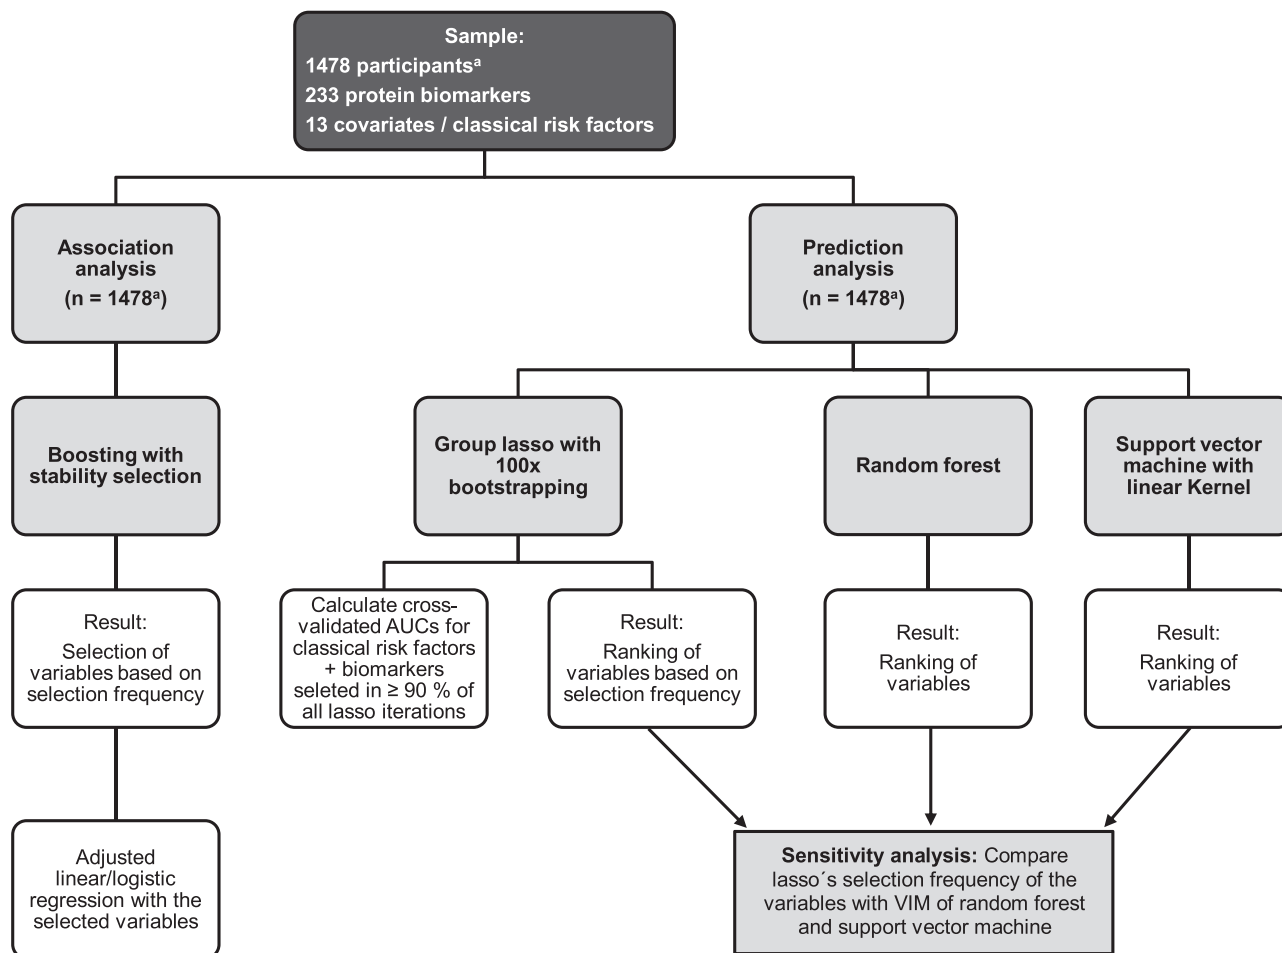 Sample:
1478 participantsᵃ
233 protein biomarkers
13 covariates / classical risk factors
Association
analysis
(n = 1478ᵃ)
Prediction
analysis
(n = 1478ᵃ)
Boosting with
stability selection
Group lasso with
100x
bootstrapping
Random forest
Support vector
machine with
linear Kernel
Result:
Selection of
variables based on
selection frequency
Calculate cross-
validated AUCs for
classical risk factors
+ biomarkers
seleted in ≥ 90 % of
all lasso iterations
Result:
Ranking of
variables based on
selection frequency
Result:
Ranking of
variables
Result:
Ranking of
variables
Adjusted
linear/logistic
regression with the
selected variables
Sensitivity analysis: Compare
lasso´s selection frequency of the
variables with VIM of random forest
and support vector machine